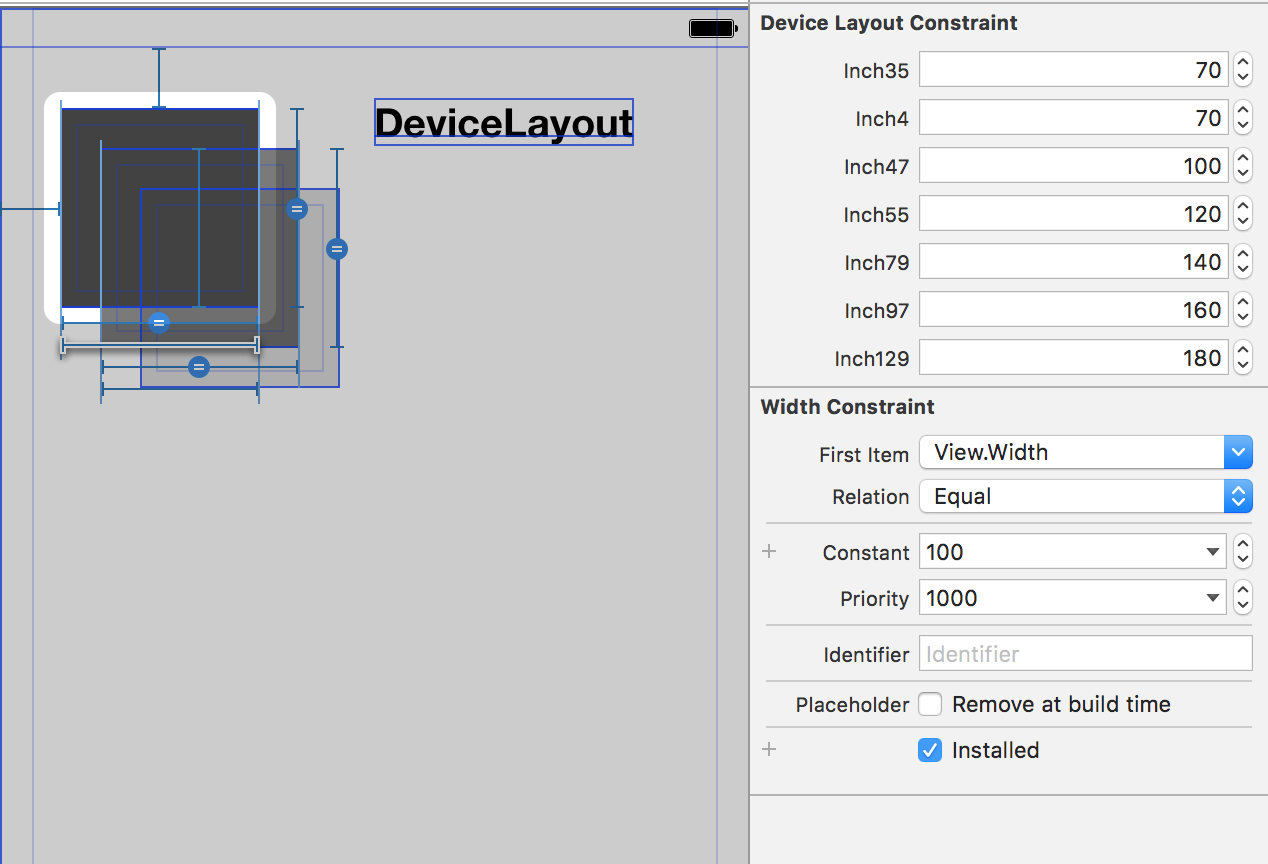 DeviceLayout
Device Layout Constraint
Inch35 70
Inch4 70
Inch47 100
Inch55 120
Inch79 140
Inch97 160
Inch129 180
Width Constraint
First Item View.Width
Relation Equal
+ Constant 100
Priority 1000
Identifier Identifier
Placeholder Remove at build time
+ Installed